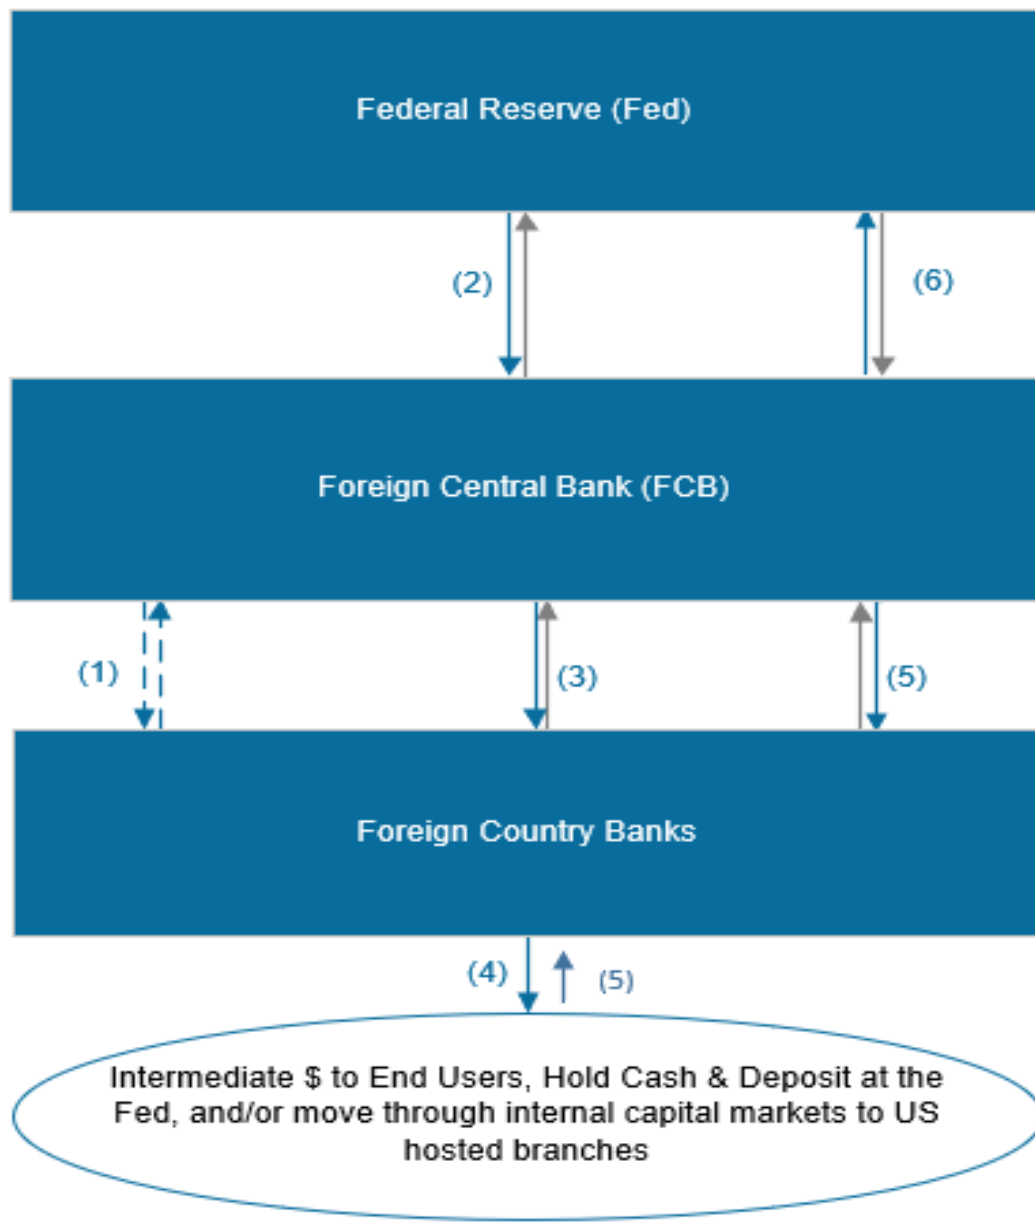 Federal Reserve (Fed)
(2)
(6)
Foreign Central Bank (FCB)
(1)
(3)
(5)
Foreign Country Banks
(4)
(5)
Intermediate $ to End Users, Hold Cash & Deposit at the
Fed, and/or move through internal capital markets to US
hosted branches